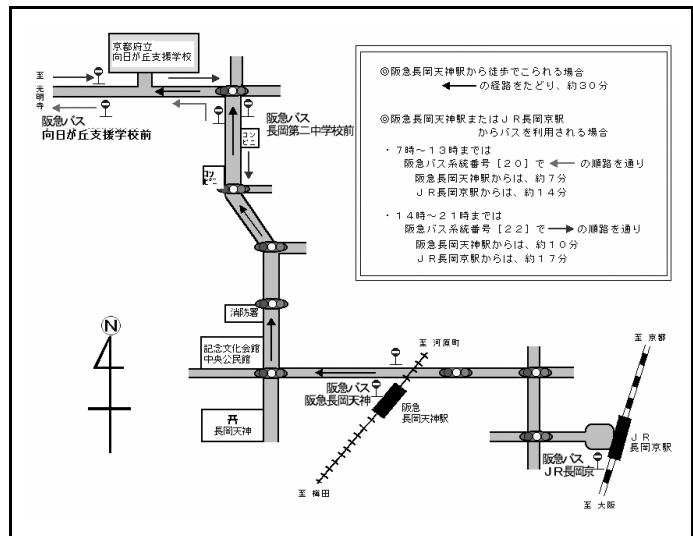 京都府立
向日が丘支援学校
至
光
明
寺
阪急バス
向日が丘支援学校前
阪急バス
長岡第二中学校前
コンビニ
コンビニ
◎阪急長岡天神駅から徒歩でこられる場合
の経路をたどり、約30分
◎阪急長岡天神駅またはJR長岡京駅
からバスを利用される場合
・7時～13時までは
阪急バス系統番号［20］で の順路を通り
阪急長岡天神駅からは、約7分
JR長岡京駅からは、約14分
・14時～21時までは
阪急バス系統番号［22］で の順路を通り
阪急長岡天神駅からは、約10分
JR長岡京駅からは、約17分
消防署
N
記念文化会館
中央公民館
長岡天神
阪急バス
阪急長岡天神
至 河原町
阪急
長岡天神駅
至 梅田
至 京都
JR
長岡京駅
阪急バス
JR長岡京
至 大阪